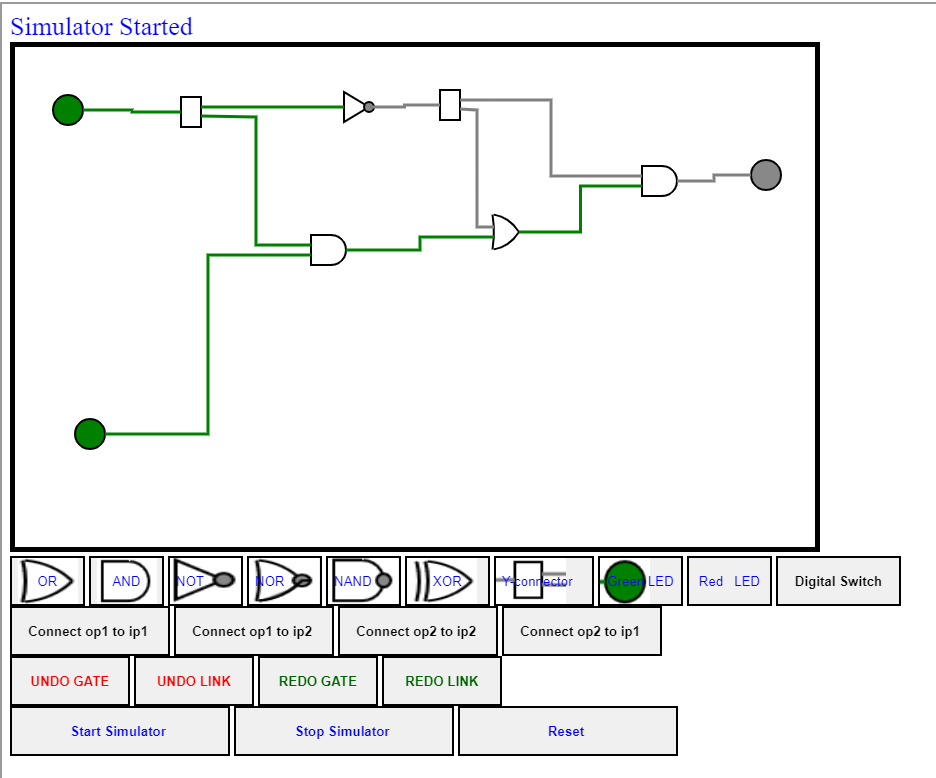 Simulator Started
OR AND NOT NOR NAND XOR Y-connector Green LED Red LED Digital Switch
Connect op1 to ip1 Connect op1 to ip2 Connect op2 to ip2 Connect op2 to ip1
UNDO GATE UNDO LINK REDO GATE REDO LINK
Start Simulator Stop Simulator Reset